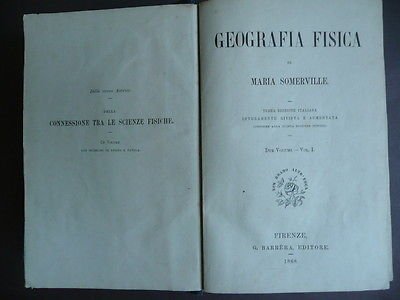 Dello stesso Autore:
DELLA
CONNESSIONE TRA LE SCIENZE FISICHE.
Un Volume
GEOGRAFIA FISICA
DI
MARIA SOMERVILLE.
TERZA EDIZIONE ITALIANA
INTERAMENTE RIVISTA E AUMENTATA
Due Volumi. — Vol. I.
FIRENZE,
G. BARBÈRA, EDITORE.
1868.